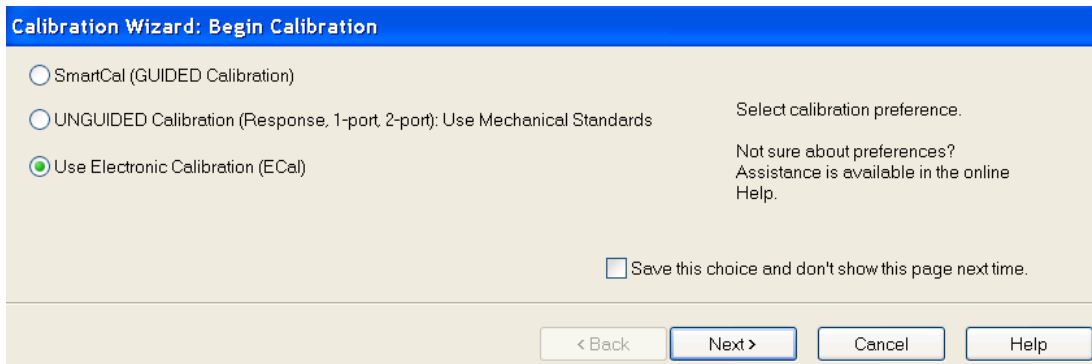 Calibration Wizard: Begin Calibration
SmartCal (GUIDED Calibration)
UNGUIDED Calibration (Response, 1-port, 2-port): Use Mechanical Standards
Use Electronic Calibration (ECal)
Select calibration preference.
Not sure about preferences?
Assistance is available in the online
Help.
Save this choice and don't show this page next time.
< Back
Next >
Cancel
Help